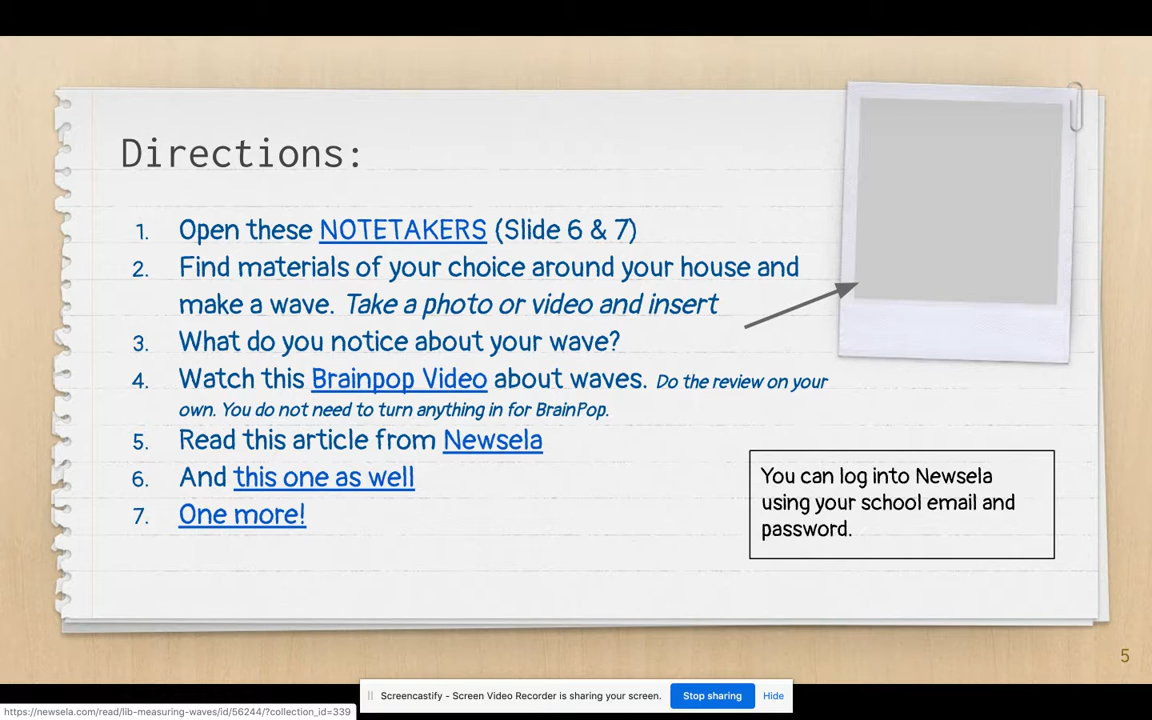 Directions:
1. Open these NOTETAKERS (Slide 6 & 7)
2. Find materials of your choice around your house and
make a wave. Take a photo or video and insert
3. What do you notice about your wave?
4. Watch this Brainpop Video about waves. Do the review on your
own. You do not need to turn anything in for BrainPop.
5. Read this article from Newsela
6. And this one as well
7. One more!
You can log into Newsela
using your school email and
password.
5
Screencastify - Screen Video Recorder is sharing your screen. Stop sharing Hide
https://newsela.com/read/lib-measuring-waves/id/56244/?collection_id=339